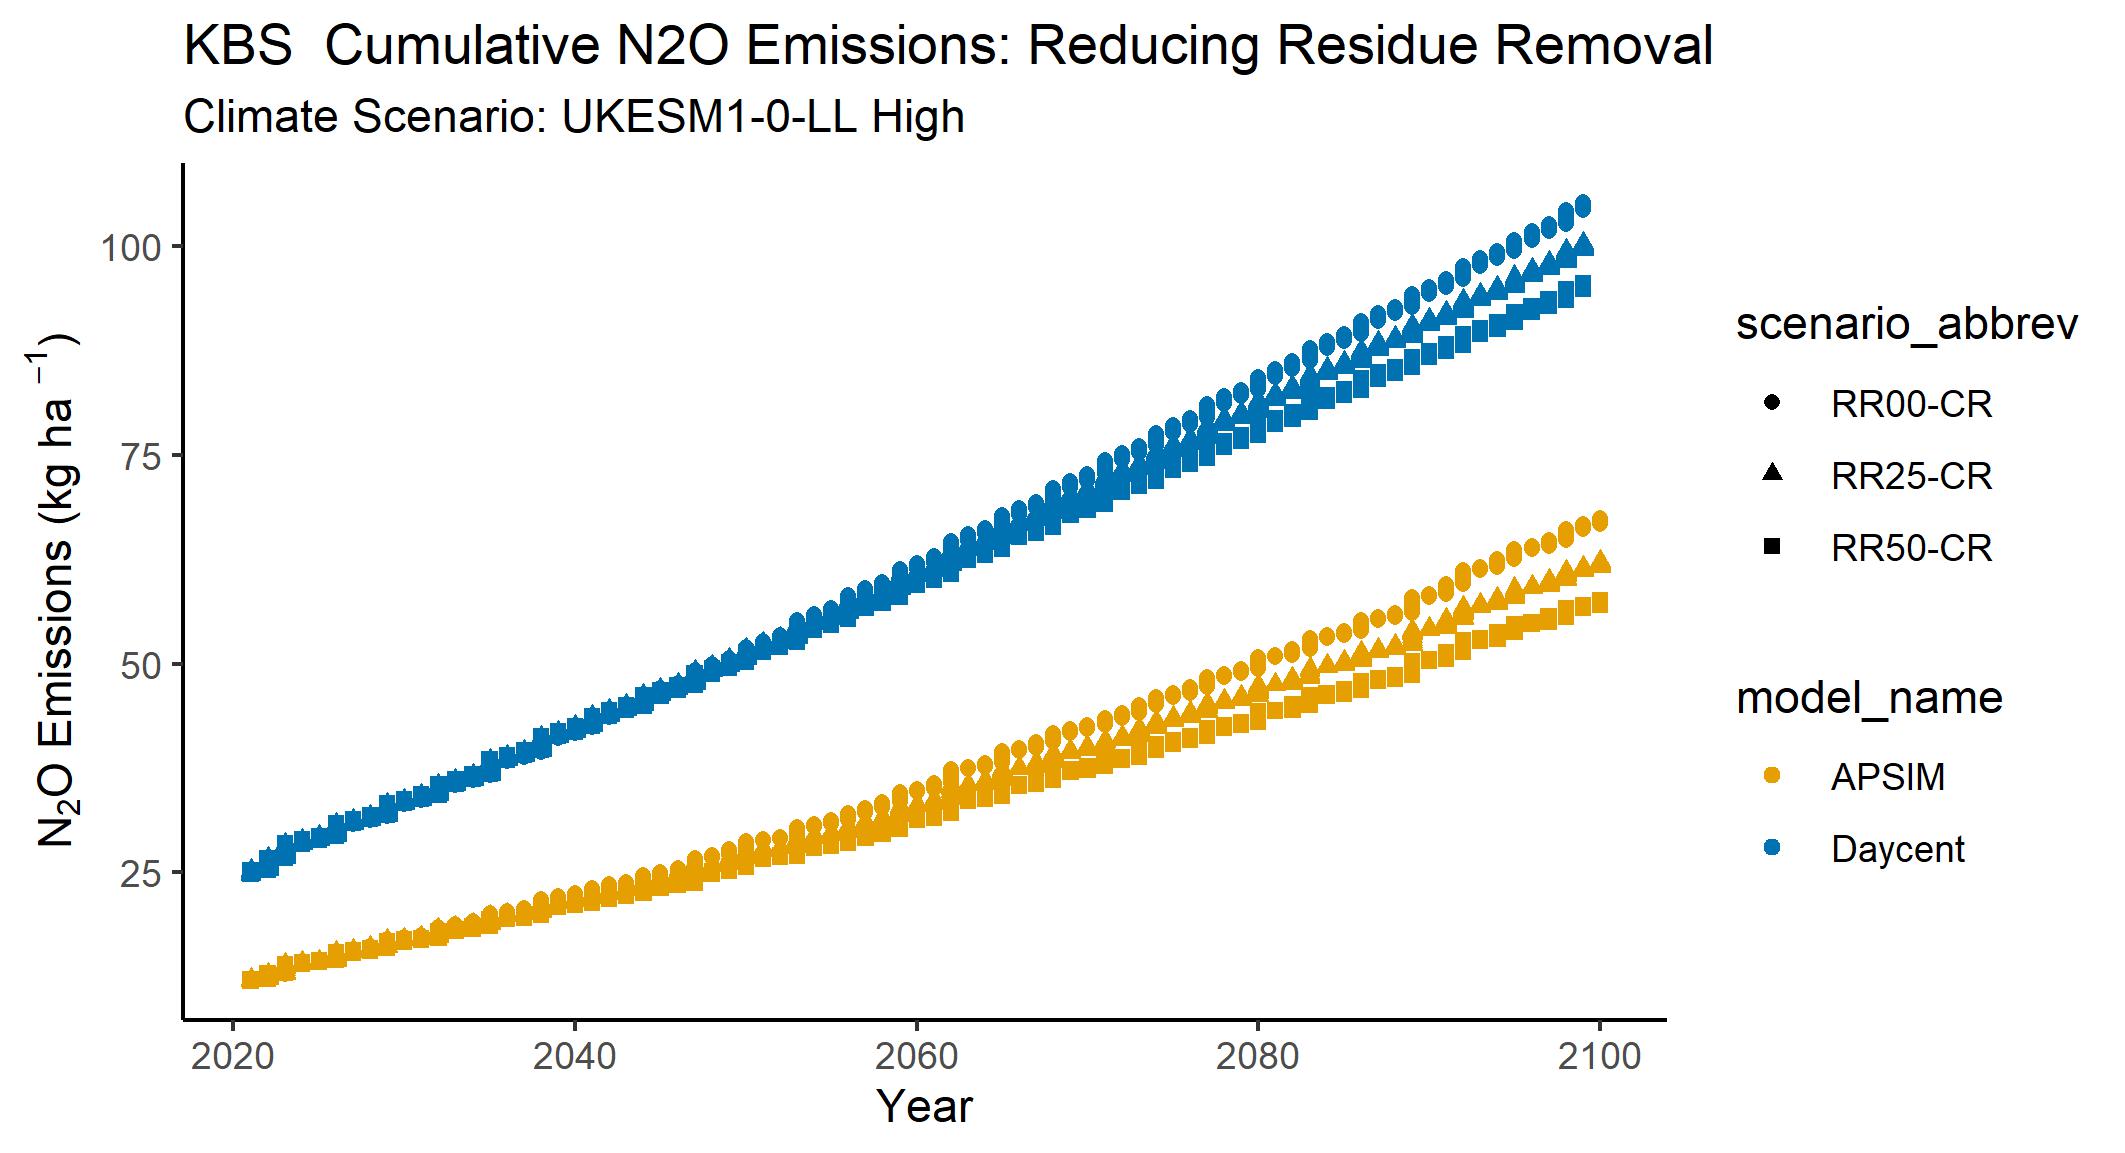 KBS  Cumulative N2O Emissions: Reducing Residue Removal
Climate Scenario: UKESM1-0-LL High
N₂O Emissions (kg ha ⁻¹)
100
75
50
25
2020 2040 2060 2080 2100
Year
scenario_abbrev
RR00-CR
RR25-CR
RR50-CR
model_name
APSIM
Daycent